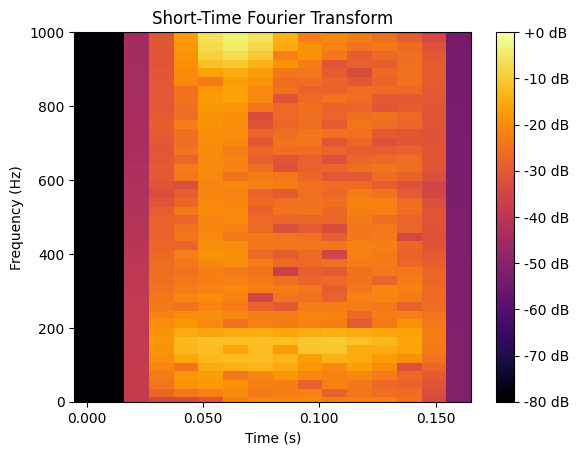 Short-Time Fourier Transform
1000
800
600
400
200
0
Frequency (Hz)
0.000
0.050
0.100
0.150
Time (s)
+0 dB
-10 dB
-20 dB
-30 dB
-40 dB
-50 dB
-60 dB
-70 dB
-80 dB